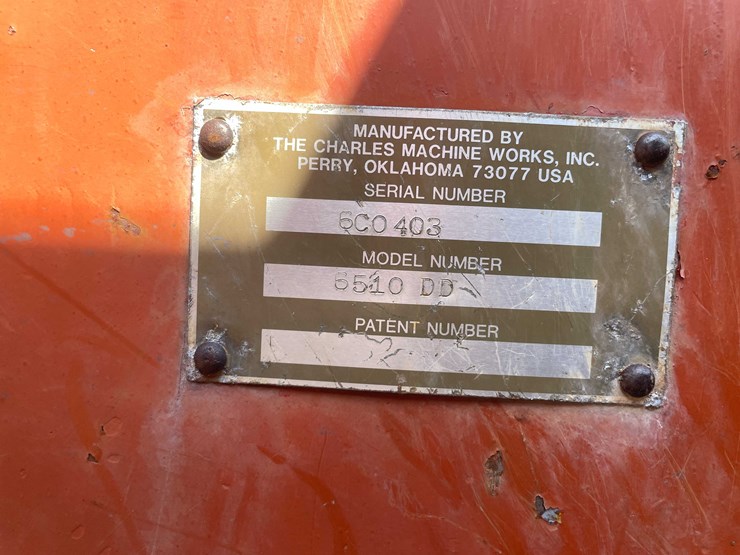 MANUFACTURED BY
THE CHARLES MACHINE WORKS, INC.
PERRY, OKLAHOMA 73077 USA
SERIAL NUMBER
6C0403
MODEL NUMBER
6510 DD
PATENT NUMBER